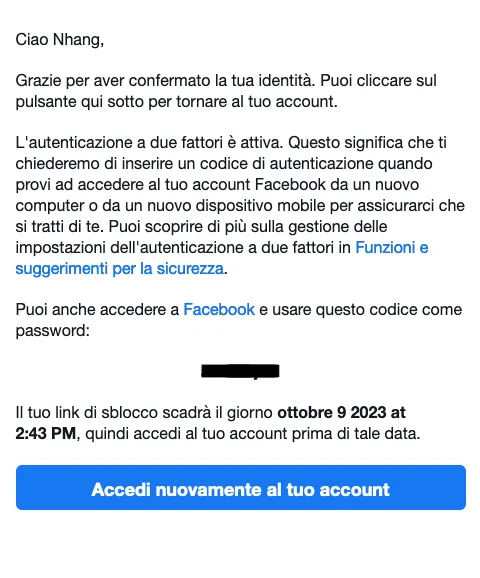 Ciao Nhang,
Grazie per aver confermato la tua identità. Puoi cliccare sul
pulsante qui sotto per tornare al tuo account.
L'autenticazione a due fattori è attiva. Questo significa che ti
chiederemo di inserire un codice di autenticazione quando
provi ad accedere al tuo account Facebook da un nuovo
computer o da un nuovo dispositivo mobile per assicurarci che
si tratti di te. Puoi scoprire di più sulla gestione delle
impostazioni dell'autenticazione a due fattori in Funzioni e
suggerimenti per la sicurezza.
Puoi anche accedere a Facebook e usare questo codice come
password:
Il tuo link di sblocco scadrà il giorno ottobre 9 2023 at
2:43 PM, quindi accedi al tuo account prima di tale data.
Accedi nuovamente al tuo account